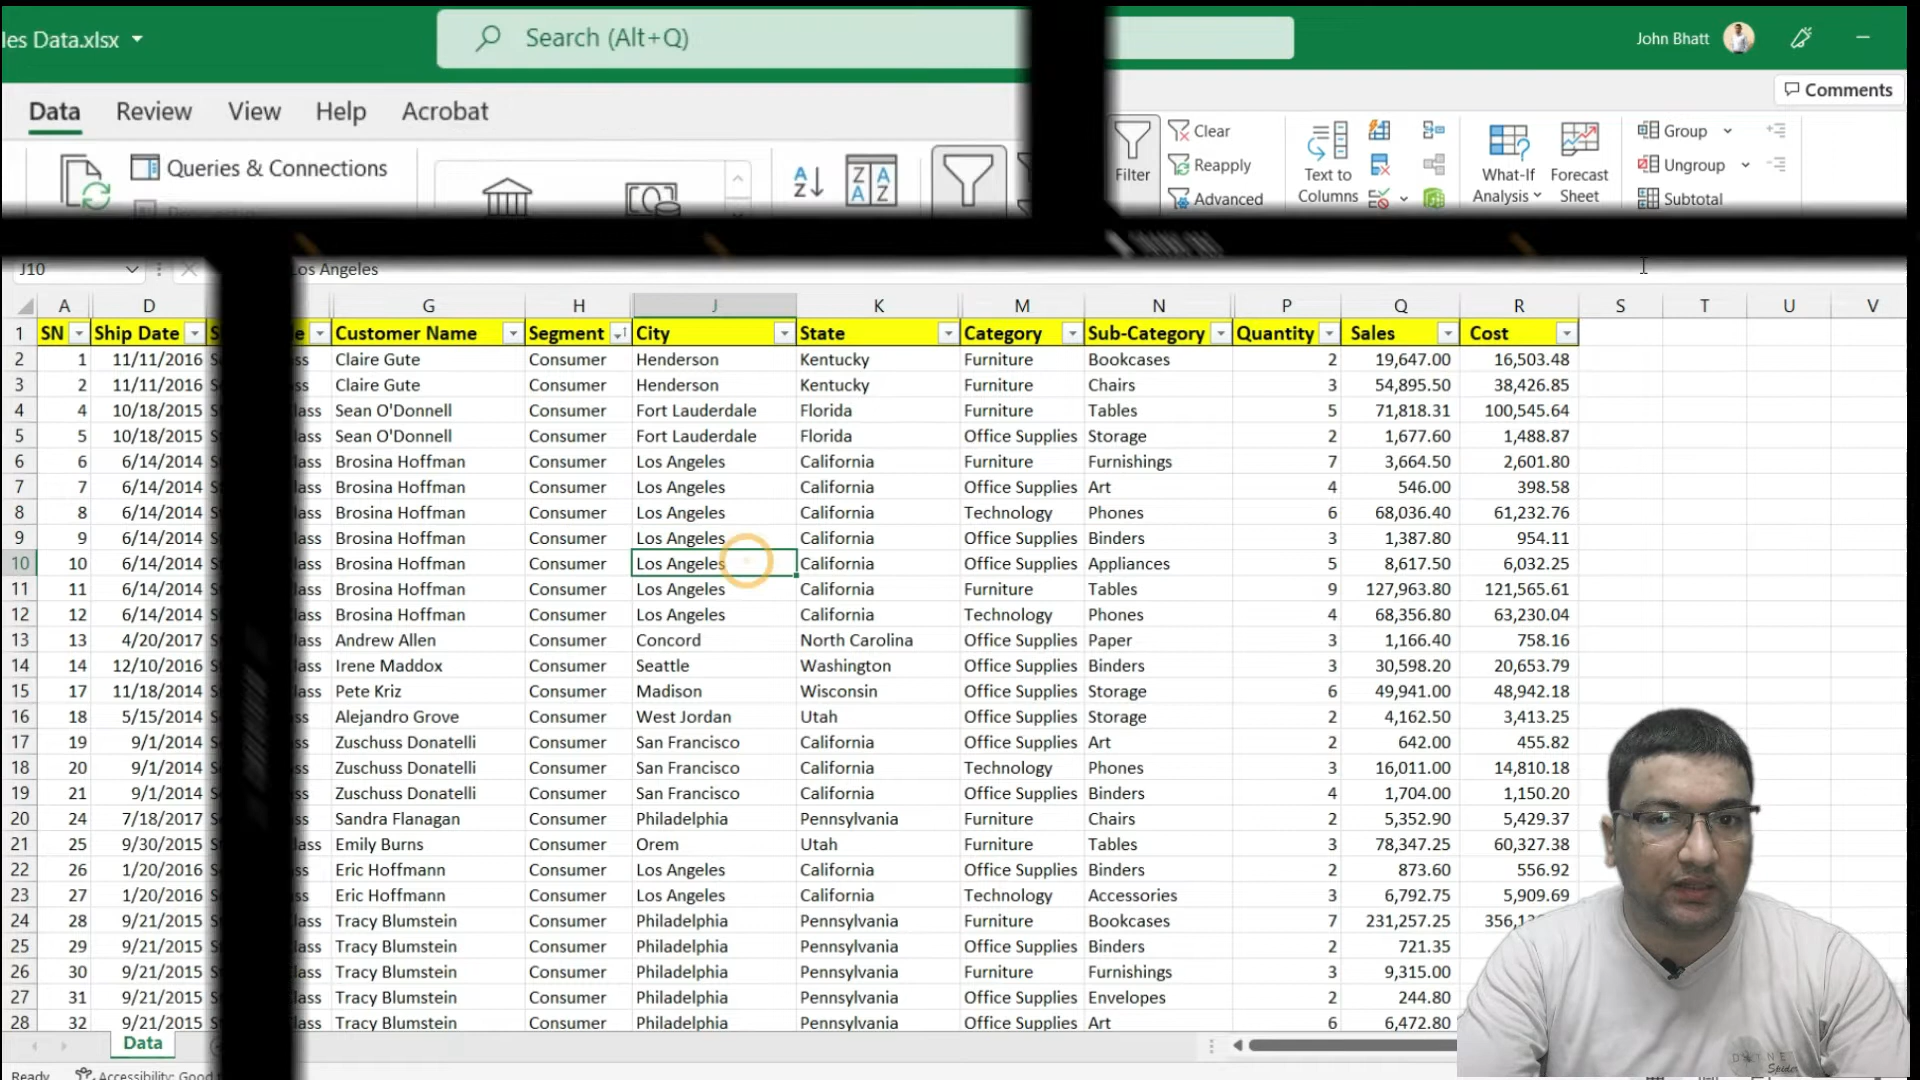 les Data.xlsx
Search (Alt+Q)
John Bhatt
Comments
Data Review View Help Acrobat
Queries & Connections
Filter
Clear
Reapply
Advanced
Text to Columns
What-If Analysis
Forecast Sheet
Group
Ungroup
Subtotal
J10 Los Angeles
A D G H J K M N P Q R S T U V
1 SN Ship Date Customer Name Segment City State Category Sub-Category Quantity Sales Cost
2 1 11/11/2016 Claire Gute Consumer Henderson Kentucky Furniture Bookcases 2 19,647.00 16,503.48
3 2 11/11/2016 Claire Gute Consumer Henderson Kentucky Furniture Chairs 3 54,895.50 38,426.85
4 4 10/18/2015 lass Sean O'Donnell Consumer Fort Lauderdale Florida Furniture Tables 5 71,818.31 100,545.64
5 5 10/18/2015 lass Sean O'Donnell Consumer Fort Lauderdale Florida Office Supplies Storage 2 1,677.60 1,488.87
6 6 6/14/2014 lass Brosina Hoffman Consumer Los Angeles California Furniture Furnishings 7 3,664.50 2,601.80
7 7 6/14/2014 lass Brosina Hoffman Consumer Los Angeles California Office Supplies Art 4 546.00 398.58
8 8 6/14/2014 lass Brosina Hoffman Consumer Los Angeles California Technology Phones 6 68,036.40 61,232.76
9 9 6/14/2014 lass Brosina Hoffman Consumer Los Angeles California Office Supplies Binders 3 1,387.80 954.11
10 10 6/14/2014 lass Brosina Hoffman Consumer Los Angeles California Office Supplies Appliances 5 8,617.50 6,032.25
11 11 6/14/2014 lass Brosina Hoffman Consumer Los Angeles California Furniture Tables 9 127,963.80 121,565.61
12 12 6/14/2014 lass Brosina Hoffman Consumer Los Angeles California Technology Phones 4 68,356.80 63,230.04
13 13 4/20/2017 lass Andrew Allen Consumer Concord North Carolina Office Supplies Paper 3 1,166.40 758.16
14 14 12/10/2016 lass Irene Maddox Consumer Seattle Washington Office Supplies Binders 3 30,598.20 20,653.79
15 17 11/18/2014 lass Pete Kriz Consumer Madison Wisconsin Office Supplies Storage 6 49,941.00 48,942.18
16 18 5/15/2014 ss Alejandro Grove Consumer West Jordan Utah Office Supplies Storage 2 4,162.50 3,413.25
17 19 9/1/2014 ss Zuschuss Donatelli Consumer San Francisco California Office Supplies Art 2 642.00 455.82
18 20 9/1/2014 ss Zuschuss Donatelli Consumer San Francisco California Technology Phones 3 16,011.00 14,810.18
19 21 9/1/2014 ss Zuschuss Donatelli Consumer San Francisco California Office Supplies Binders 4 1,704.00 1,150.20
20 24 7/18/2017 lass Sandra Flanagan Consumer Philadelphia Pennsylvania Furniture Chairs 2 5,352.90 5,429.37
21 25 9/30/2015 lass Emily Burns Consumer Orem Utah Furniture Tables 3 78,347.25 60,327.38
22 26 1/20/2016 ss Eric Hoffmann Consumer Los Angeles California Office Supplies Binders 2 873.60 556.92
23 27 1/20/2016 ss Eric Hoffmann Consumer Los Angeles California Technology Accessories 3 6,792.75 5,909.69
24 28 9/21/2015 lass Tracy Blumstein Consumer Philadelphia Pennsylvania Furniture Bookcases 7 231,257.25
25 29 9/21/2015 lass Tracy Blumstein Consumer Philadelphia Pennsylvania Office Supplies Binders 2 721.35
26 30 9/21/2015 lass Tracy Blumstein Consumer Philadelphia Pennsylvania Furniture Furnishings 3 9,315.00
27 31 9/21/2015 lass Tracy Blumstein Consumer Philadelphia Pennsylvania Office Supplies Envelopes 2 244.80
28 32 9/21/2015 lass Tracy Blumstein Consumer Philadelphia Pennsylvania Office Supplies Art 6 6,472.80
Data
Ready Accessibility: Good